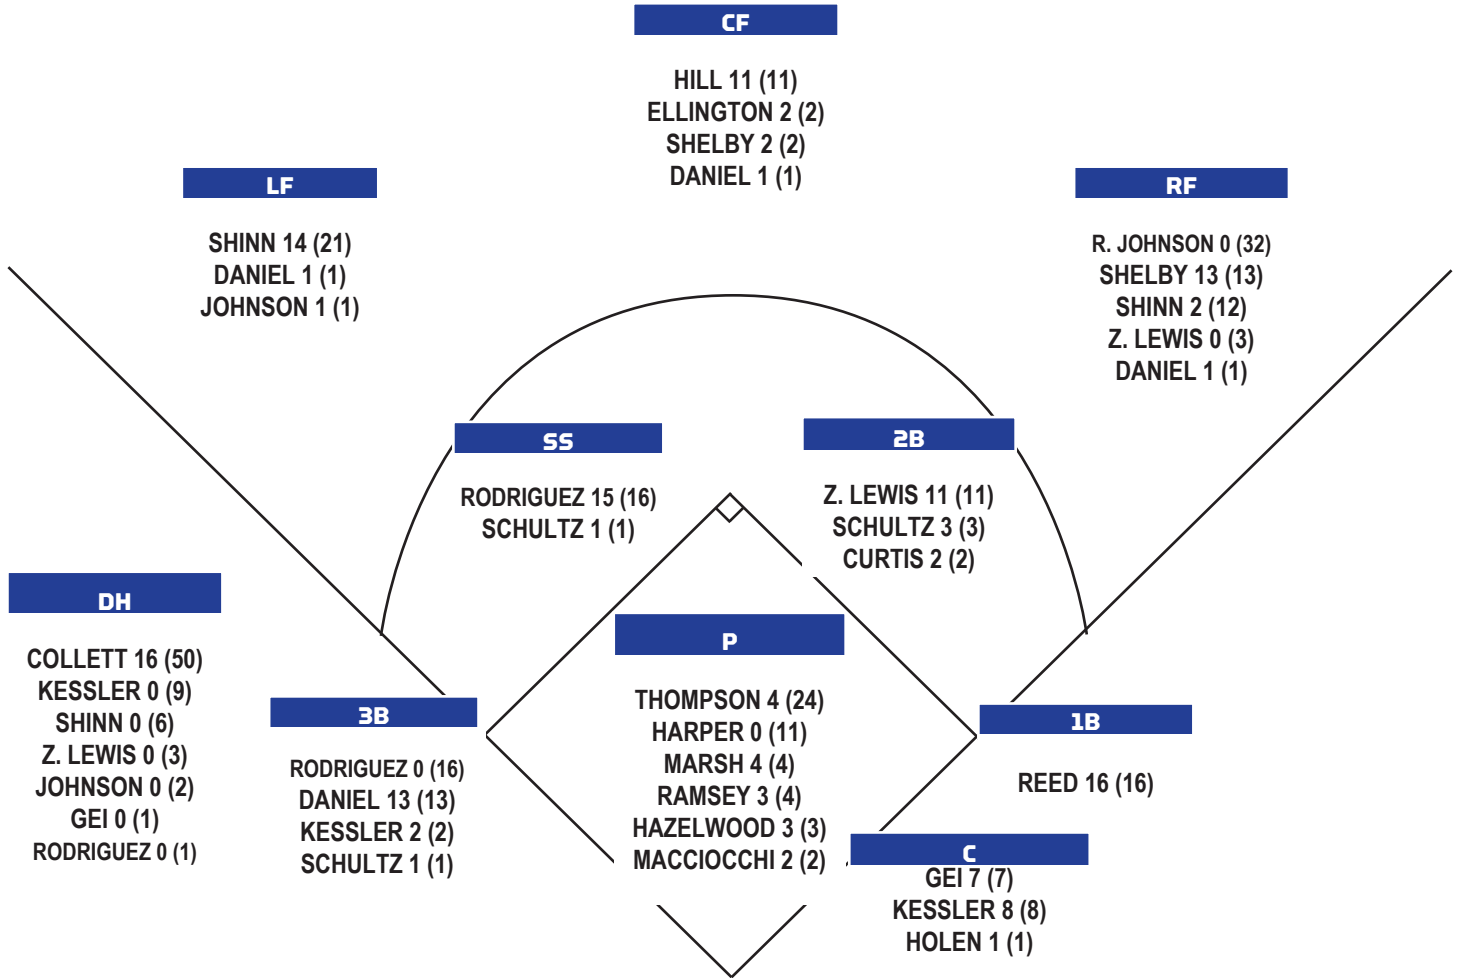 CF
HILL 11 (11)
ELLINGTON 2 (2)
SHELBY 2 (2)
DANIEL 1 (1)
LF
SHINN 14 (21)
DANIEL 1 (1)
JOHNSON 1 (1)
RF
R. JOHNSON 0 (32)
SHELBY 13 (13)
SHINN 2 (12)
Z. LEWIS 0 (3)
DANIEL 1 (1)
SS
RODRIGUEZ 15 (16)
SCHULTZ 1 (1)
2B
Z. LEWIS 11 (11)
SCHULTZ 3 (3)
CURTIS 2 (2)
DH
COLLETT 16 (50)
KESSLER 0 (9)
SHINN 0 (6)
Z. LEWIS 0 (3)
JOHNSON 0 (2)
GEI 0 (1)
RODRIGUEZ 0 (1)
3B
RODRIGUEZ 0 (16)
DANIEL 13 (13)
KESSLER 2 (2)
SCHULTZ 1 (1)
P
THOMPSON 4 (24)
HARPER 0 (11)
MARSH 4 (4)
RAMSEY 3 (4)
HAZELWOOD 3 (3)
MACCIOCCHI 2 (2)
1B
REED 16 (16)
C
GEI 7 (7)
KESSLER 8 (8)
HOLEN 1 (1)